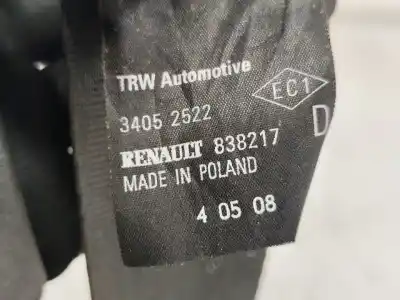 TRW Automotive
EC1
3405 2522
D
RENAULT 838217
MADE IN POLAND
4 05 08